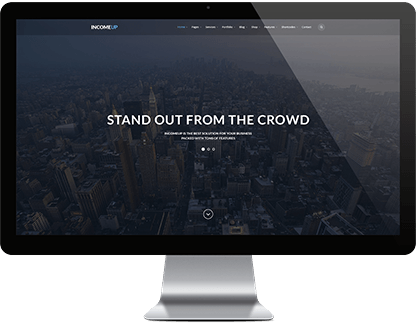 INCOMEUP
Home Pages Services Portfolio Blog Shop Features Shortcodes Contact
STAND OUT FROM THE CROWD
INCOMEUP IS THE BEST SOLUTION FOR YOUR BUSINESS
PACKED WITH TONS OF FEATURES